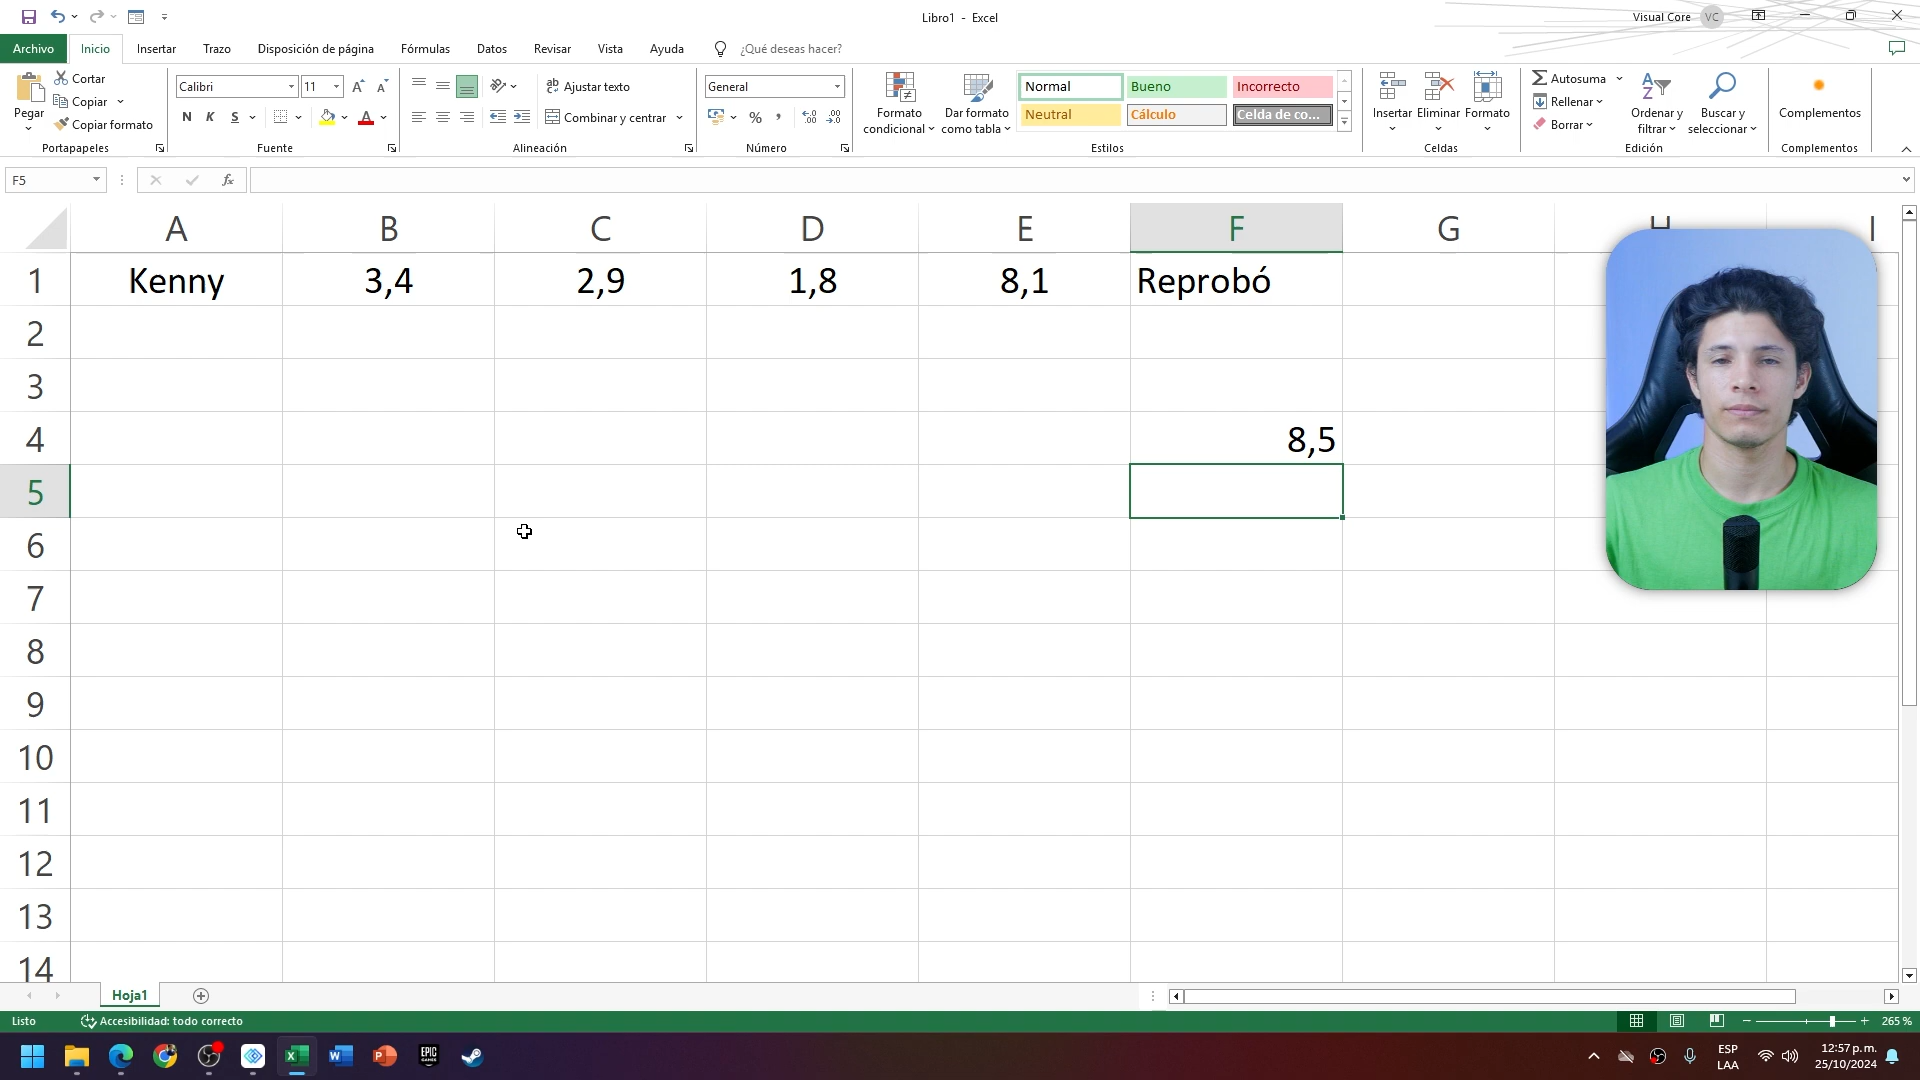 Libro1 - Excel
Visual Core VC
Archivo Inicio Insertar Trazo Disposición de página Fórmulas Datos Revisar Vista Ayuda ¿Qué deseas hacer?
Pegar
Cortar
Copiar
Copiar formato
Portapapeles
Calibri 11
N K S
Fuente
Ajustar texto
Combinar y centrar
Alineación
General
%
Número
Formato
condicional
Dar formato
como tabla
Normal Bueno Incorrecto
Neutral Cálculo Celda de co...
Estilos
Insertar Eliminar Formato
Celdas
Autosuma
Rellenar
Borrar
Ordenar y
filtrar
Buscar y
seleccionar
Edición
Complementos
Complementos
F5 fx
A B C D E F G H I
1 Kenny 3,4 2,9 1,8 8,1 Reprobó
2
3
4 8,5
5
6
7
8
9
10
11
12
13
14
Hoja1
Listo Accesibilidad: todo correcto 265 %
EPIC GAMES
ESP
LAA
12:57 p. m.
25/10/2024